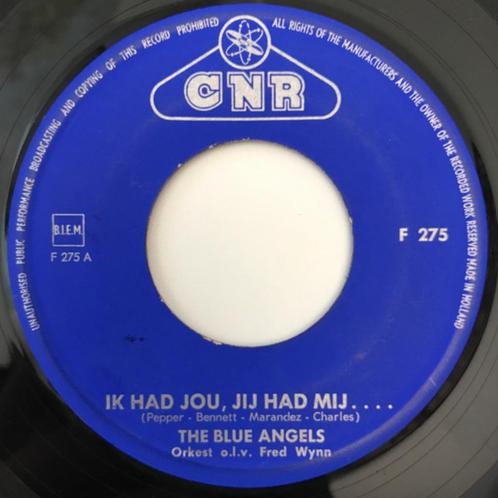 UNAUTHORISED PUBLIC PERFORMANCE BROADCASTING AND COPYING OF THIS RECORD PROHIBITED
ALL RIGHTS OF THE MANUFACTURERS AND THE OWNER OF THE RECORDED WORK RESERVED MADE IN HOLLAND
CNR
B.I.E.M.
F 275 A
F 275
IK HAD JOU, JIJ HAD MIJ....
(Pepper - Bennett - Marandez - Charles)
THE BLUE ANGELS
Orkest o.l.v. Fred Wynn